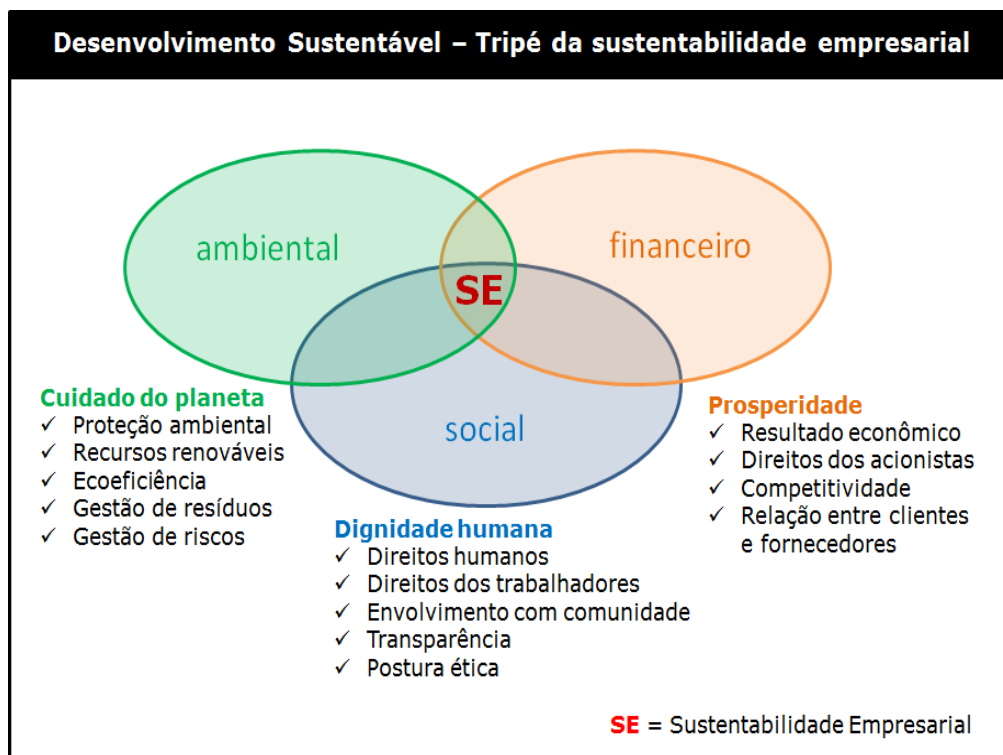 Desenvolvimento Sustentável – Tripé da sustentabilidade empresarial
ambiental
financeiro
SE
social
Cuidado do planeta
✓ Proteção ambiental
✓ Recursos renováveis
✓ Ecoeficiência
✓ Gestão de resíduos
✓ Gestão de riscos
Dignidade humana
✓ Direitos humanos
✓ Direitos dos trabalhadores
✓ Envolvimento com comunidade
✓ Transparência
✓ Postura ética
Prosperidade
✓ Resultado econômico
✓ Direitos dos acionistas
✓ Competitividade
✓ Relação entre clientes
e fornecedores
SE = Sustentabilidade Empresarial